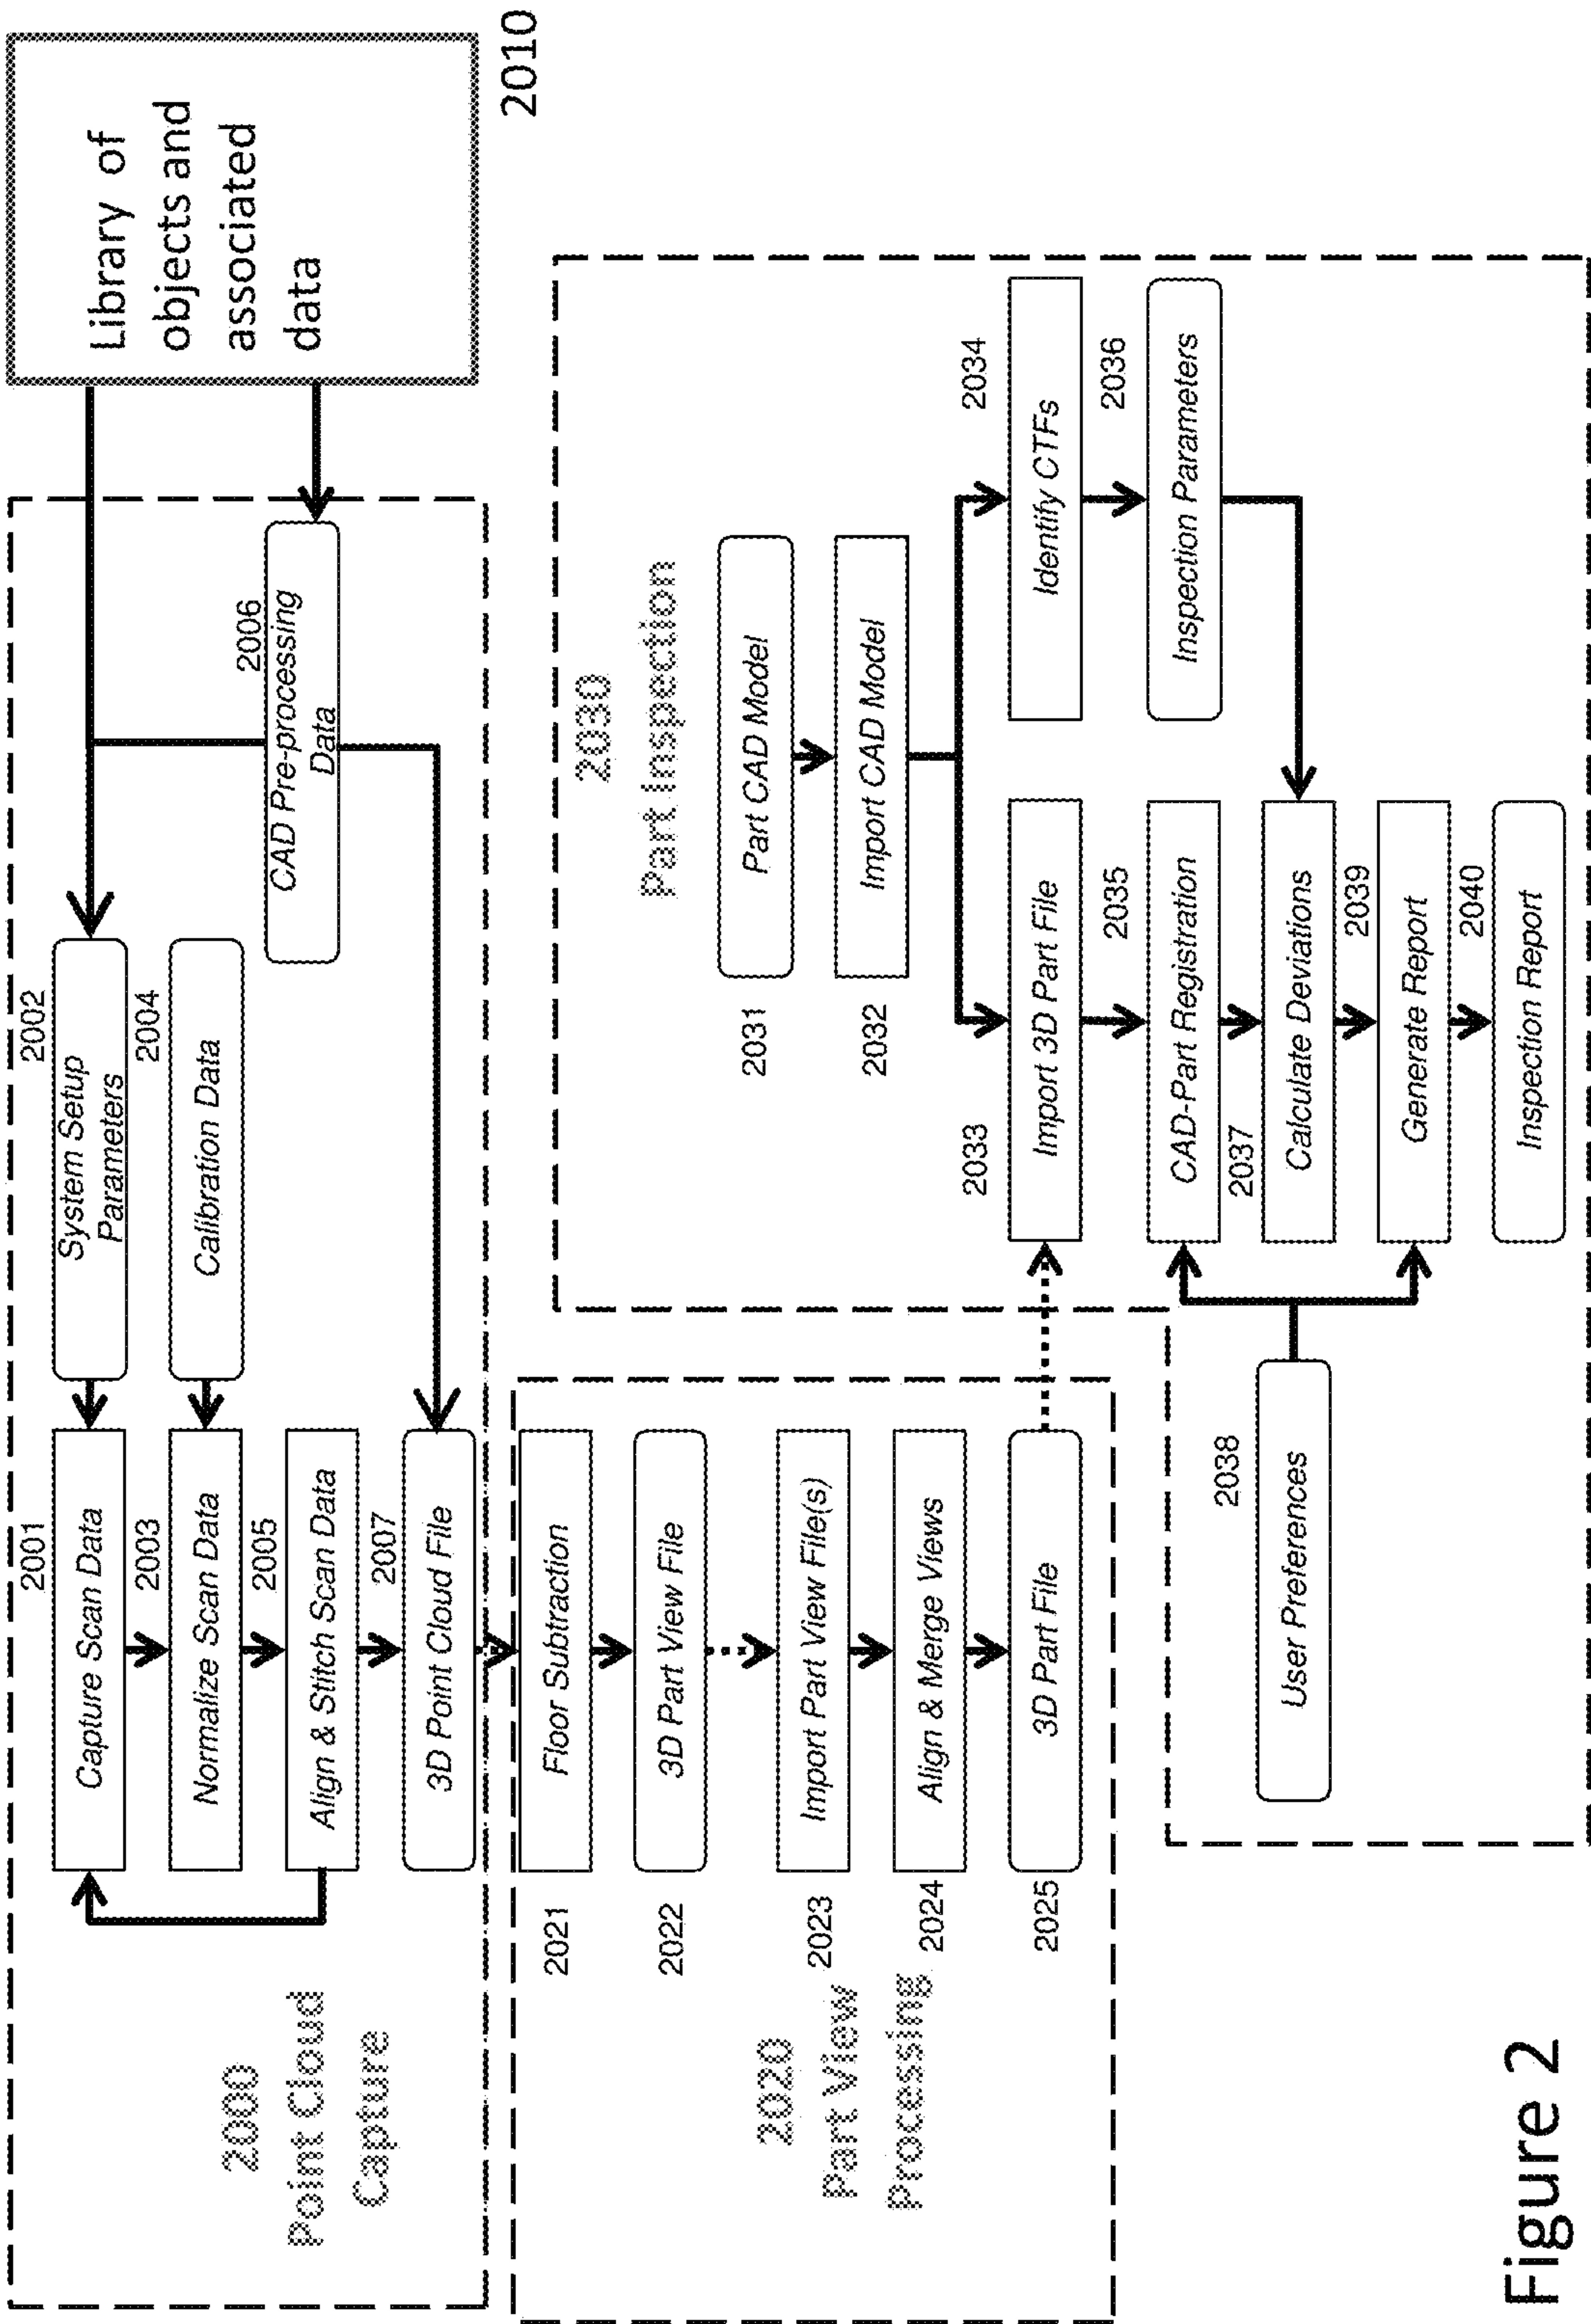 2000
Point Cloud
Capture
2001
Capture Scan Data
2002
System Setup
Parameters
2003
Normalize Scan Data
2004
Calibration Data
2005
Align & Stitch Scan Data
2006
CAD Pre-processing
Data
2007
3D Point Cloud File
Library of
objects and
associated
data
2010
2020
Part View
Processing
2021
Floor Subtraction
2022
3D Part View File
2023
Import Part View File(s)
2024
Align & Merge Views
2025
3D Part File
2030
Part Inspection
2031
Part CAD Model
2032
Import CAD Model
2033
Import 3D Part File
2034
Identify CTFs
2035
CAD-Part Registration
2036
Inspection Parameters
2037
Calculate Deviations
2038
User Preferences
2039
Generate Report
2040
Inspection Report
Figure 2